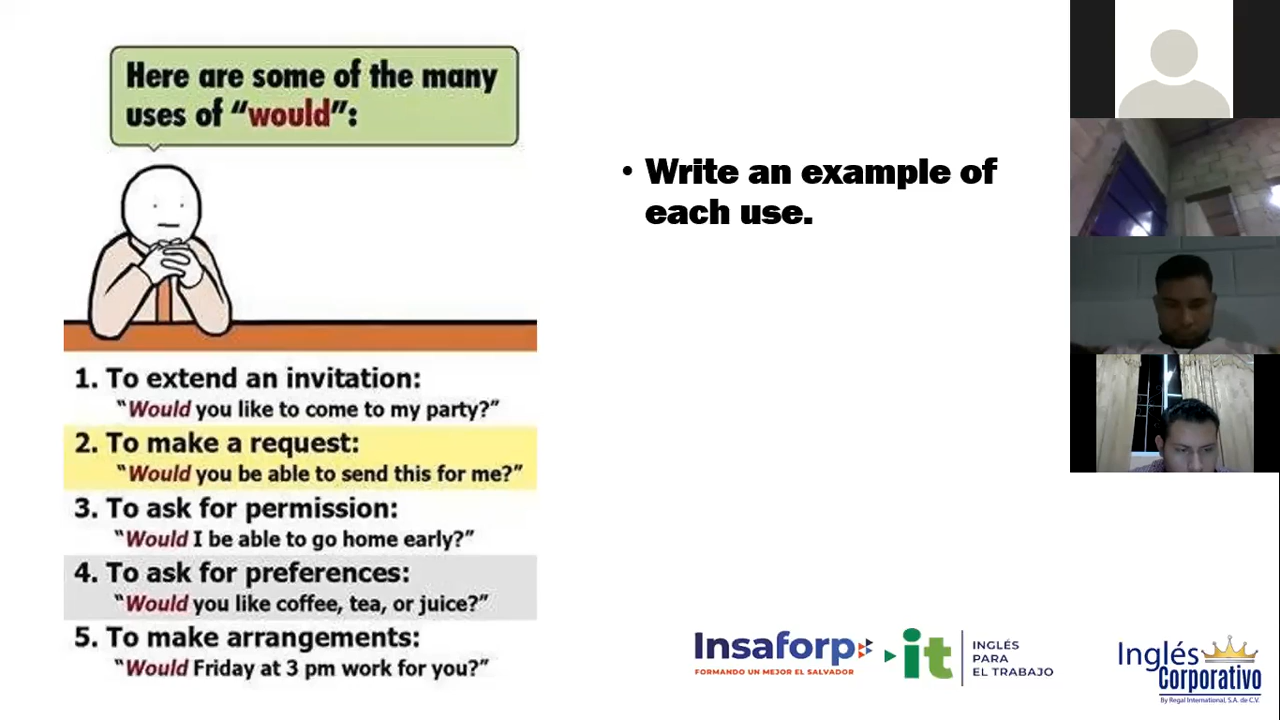 Here are some of the many
uses of "would":
1. To extend an invitation:
"Would you like to come to my party?"
2. To make a request:
"Would you be able to send this for me?"
3. To ask for permission:
"Would I be able to go home early?"
4. To ask for preferences:
"Would you like coffee, tea, or juice?"
5. To make arrangements:
"Would Friday at 3 pm work for you?"
• Write an example of
each use.
Insaforp
FORMANDO UN MEJOR EL SALVADOR
it
INGLÉS
PARA
EL TRABAJO
Inglés
Corporativo
By Regal International, S.A. de C.V.